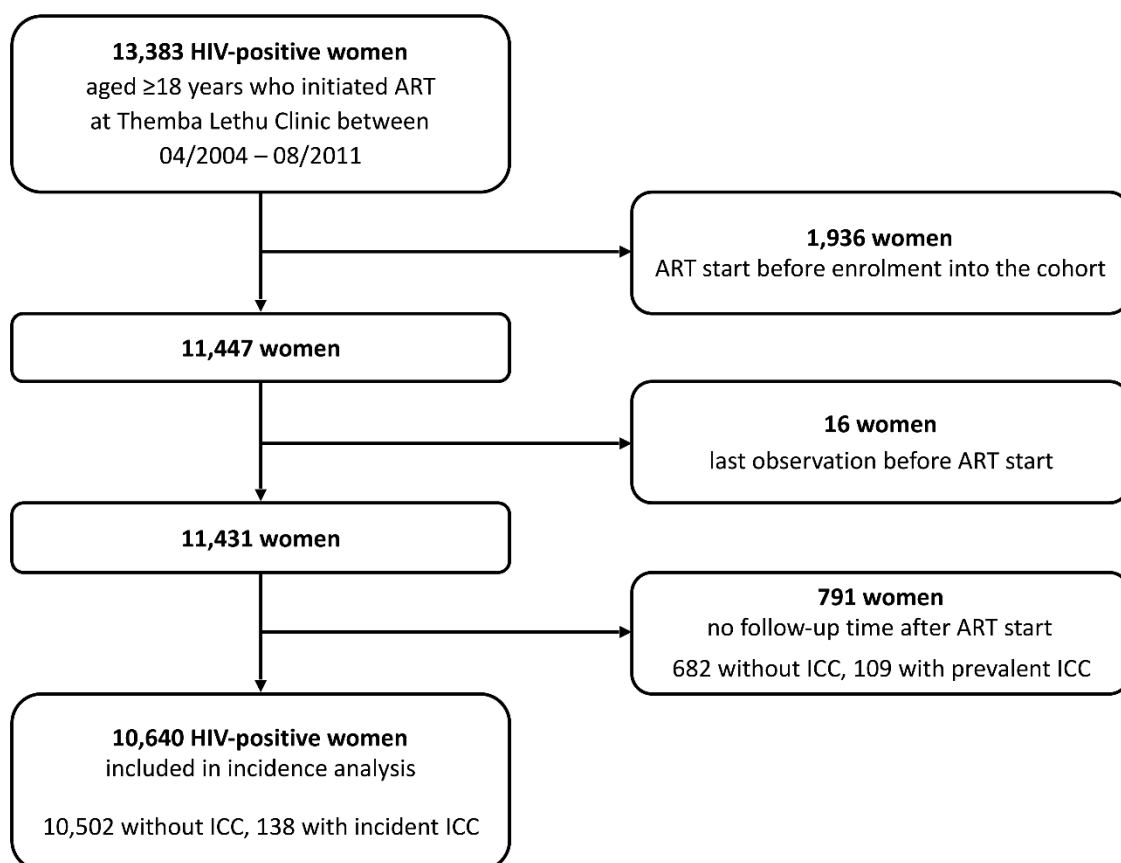 13,383 HIV-positive women
aged ≥18 years who initiated ART
at Themba Lethu Clinic between
04/2004 – 08/2011
1,936 women
ART start before enrolment into the cohort
11,447 women
16 women
last observation before ART start
11,431 women
791 women
no follow-up time after ART start
682 without ICC, 109 with prevalent ICC
10,640 HIV-positive women
included in incidence analysis
10,502 without ICC, 138 with incident ICC